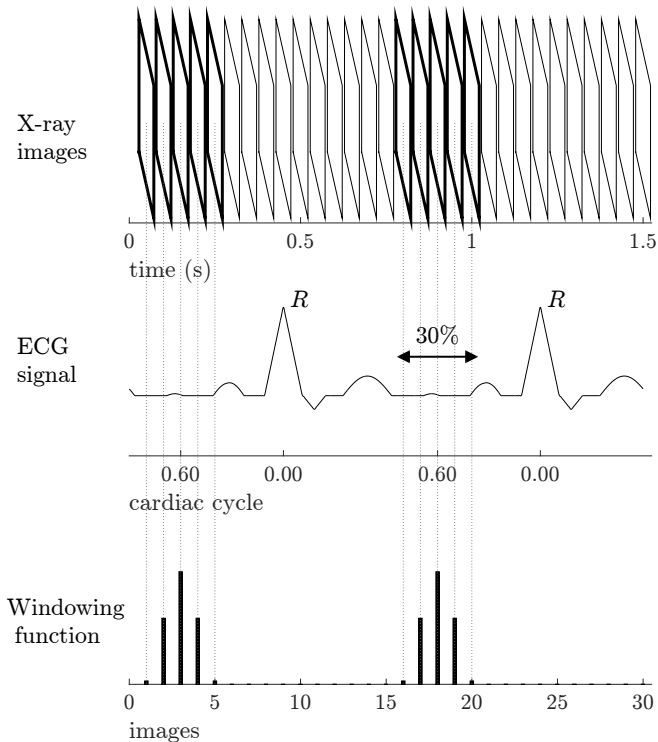 X-ray
images
0 0.5 1 1.5
time (s)
R R
30%
ECG
signal
0.60 0.00 0.60 0.00
cardiac cycle
Windowing
function
0 5 10 15 20 25 30
images